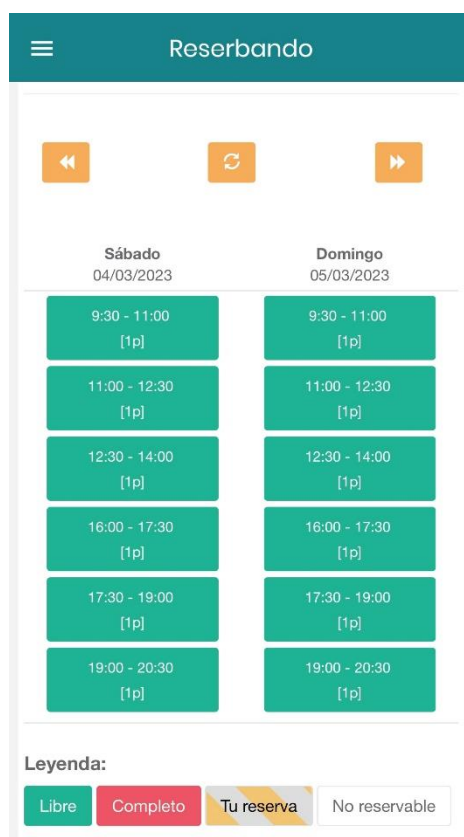 Reserbando
Sábado Domingo
04/03/2023 05/03/2023
9:30 - 11:00 9:30 - 11:00
[1p] [1p]
11:00 - 12:30 11:00 - 12:30
[1p] [1p]
12:30 - 14:00 12:30 - 14:00
[1p] [1p]
16:00 - 17:30 16:00 - 17:30
[1p] [1p]
17:30 - 19:00 17:30 - 19:00
[1p] [1p]
19:00 - 20:30 19:00 - 20:30
[1p] [1p]
Leyenda:
Libre Completo Tu reserva No reservable